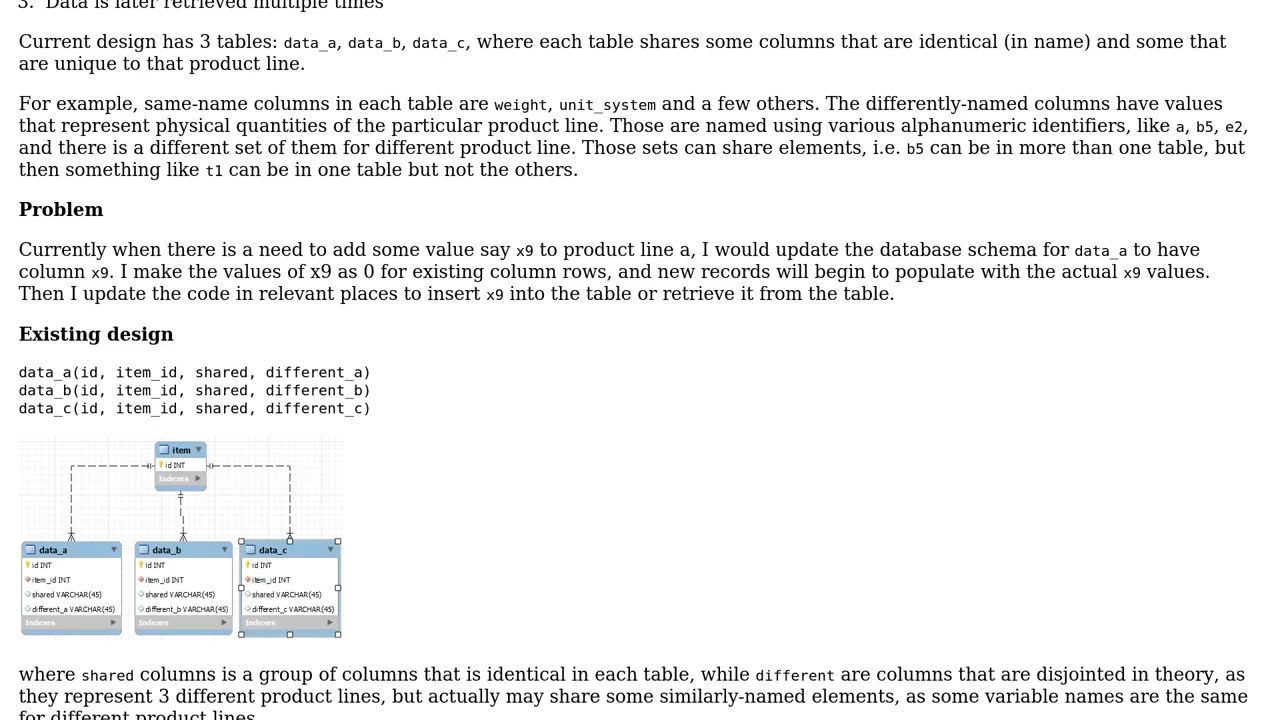 3. Data is later retrieved multiple times
Current design has 3 tables: data_a, data_b, data_c, where each table shares some columns that are identical (in name) and some that
are unique to that product line.
For example, same-name columns in each table are weight, unit_system and a few others. The differently-named columns have values
that represent physical quantities of the particular product line. Those are named using various alphanumeric identifiers, like a, b5, e2,
and there is a different set of them for different product line. Those sets can share elements, i.e. b5 can be in more than one table, but
then something like t1 can be in one table but not the others.
Problem
Currently when there is a need to add some value say x9 to product line a, I would update the database schema for data_a to have
column x9. I make the values of x9 as 0 for existing column rows, and new records will begin to populate with the actual x9 values.
Then I update the code in relevant places to insert x9 into the table or retrieve it from the table.
Existing design
data_a(id, item_id, shared, different_a)
data_b(id, item_id, shared, different_b)
data_c(id, item_id, shared, different_c)
item
id INT
Indexes
data_a
id INT
item_id INT
shared VARCHAR(45)
different_a VARCHAR(45)
Indexes
data_b
id INT
item_id INT
shared VARCHAR(45)
different_b VARCHAR(45)
Indexes
data_c
id INT
item_id INT
shared VARCHAR(45)
different_c VARCHAR(45)
Indexes
where shared columns is a group of columns that is identical in each table, while different are columns that are disjointed in theory, as
they represent 3 different product lines, but actually may share some similarly-named elements, as some variable names are the same
for different product lines